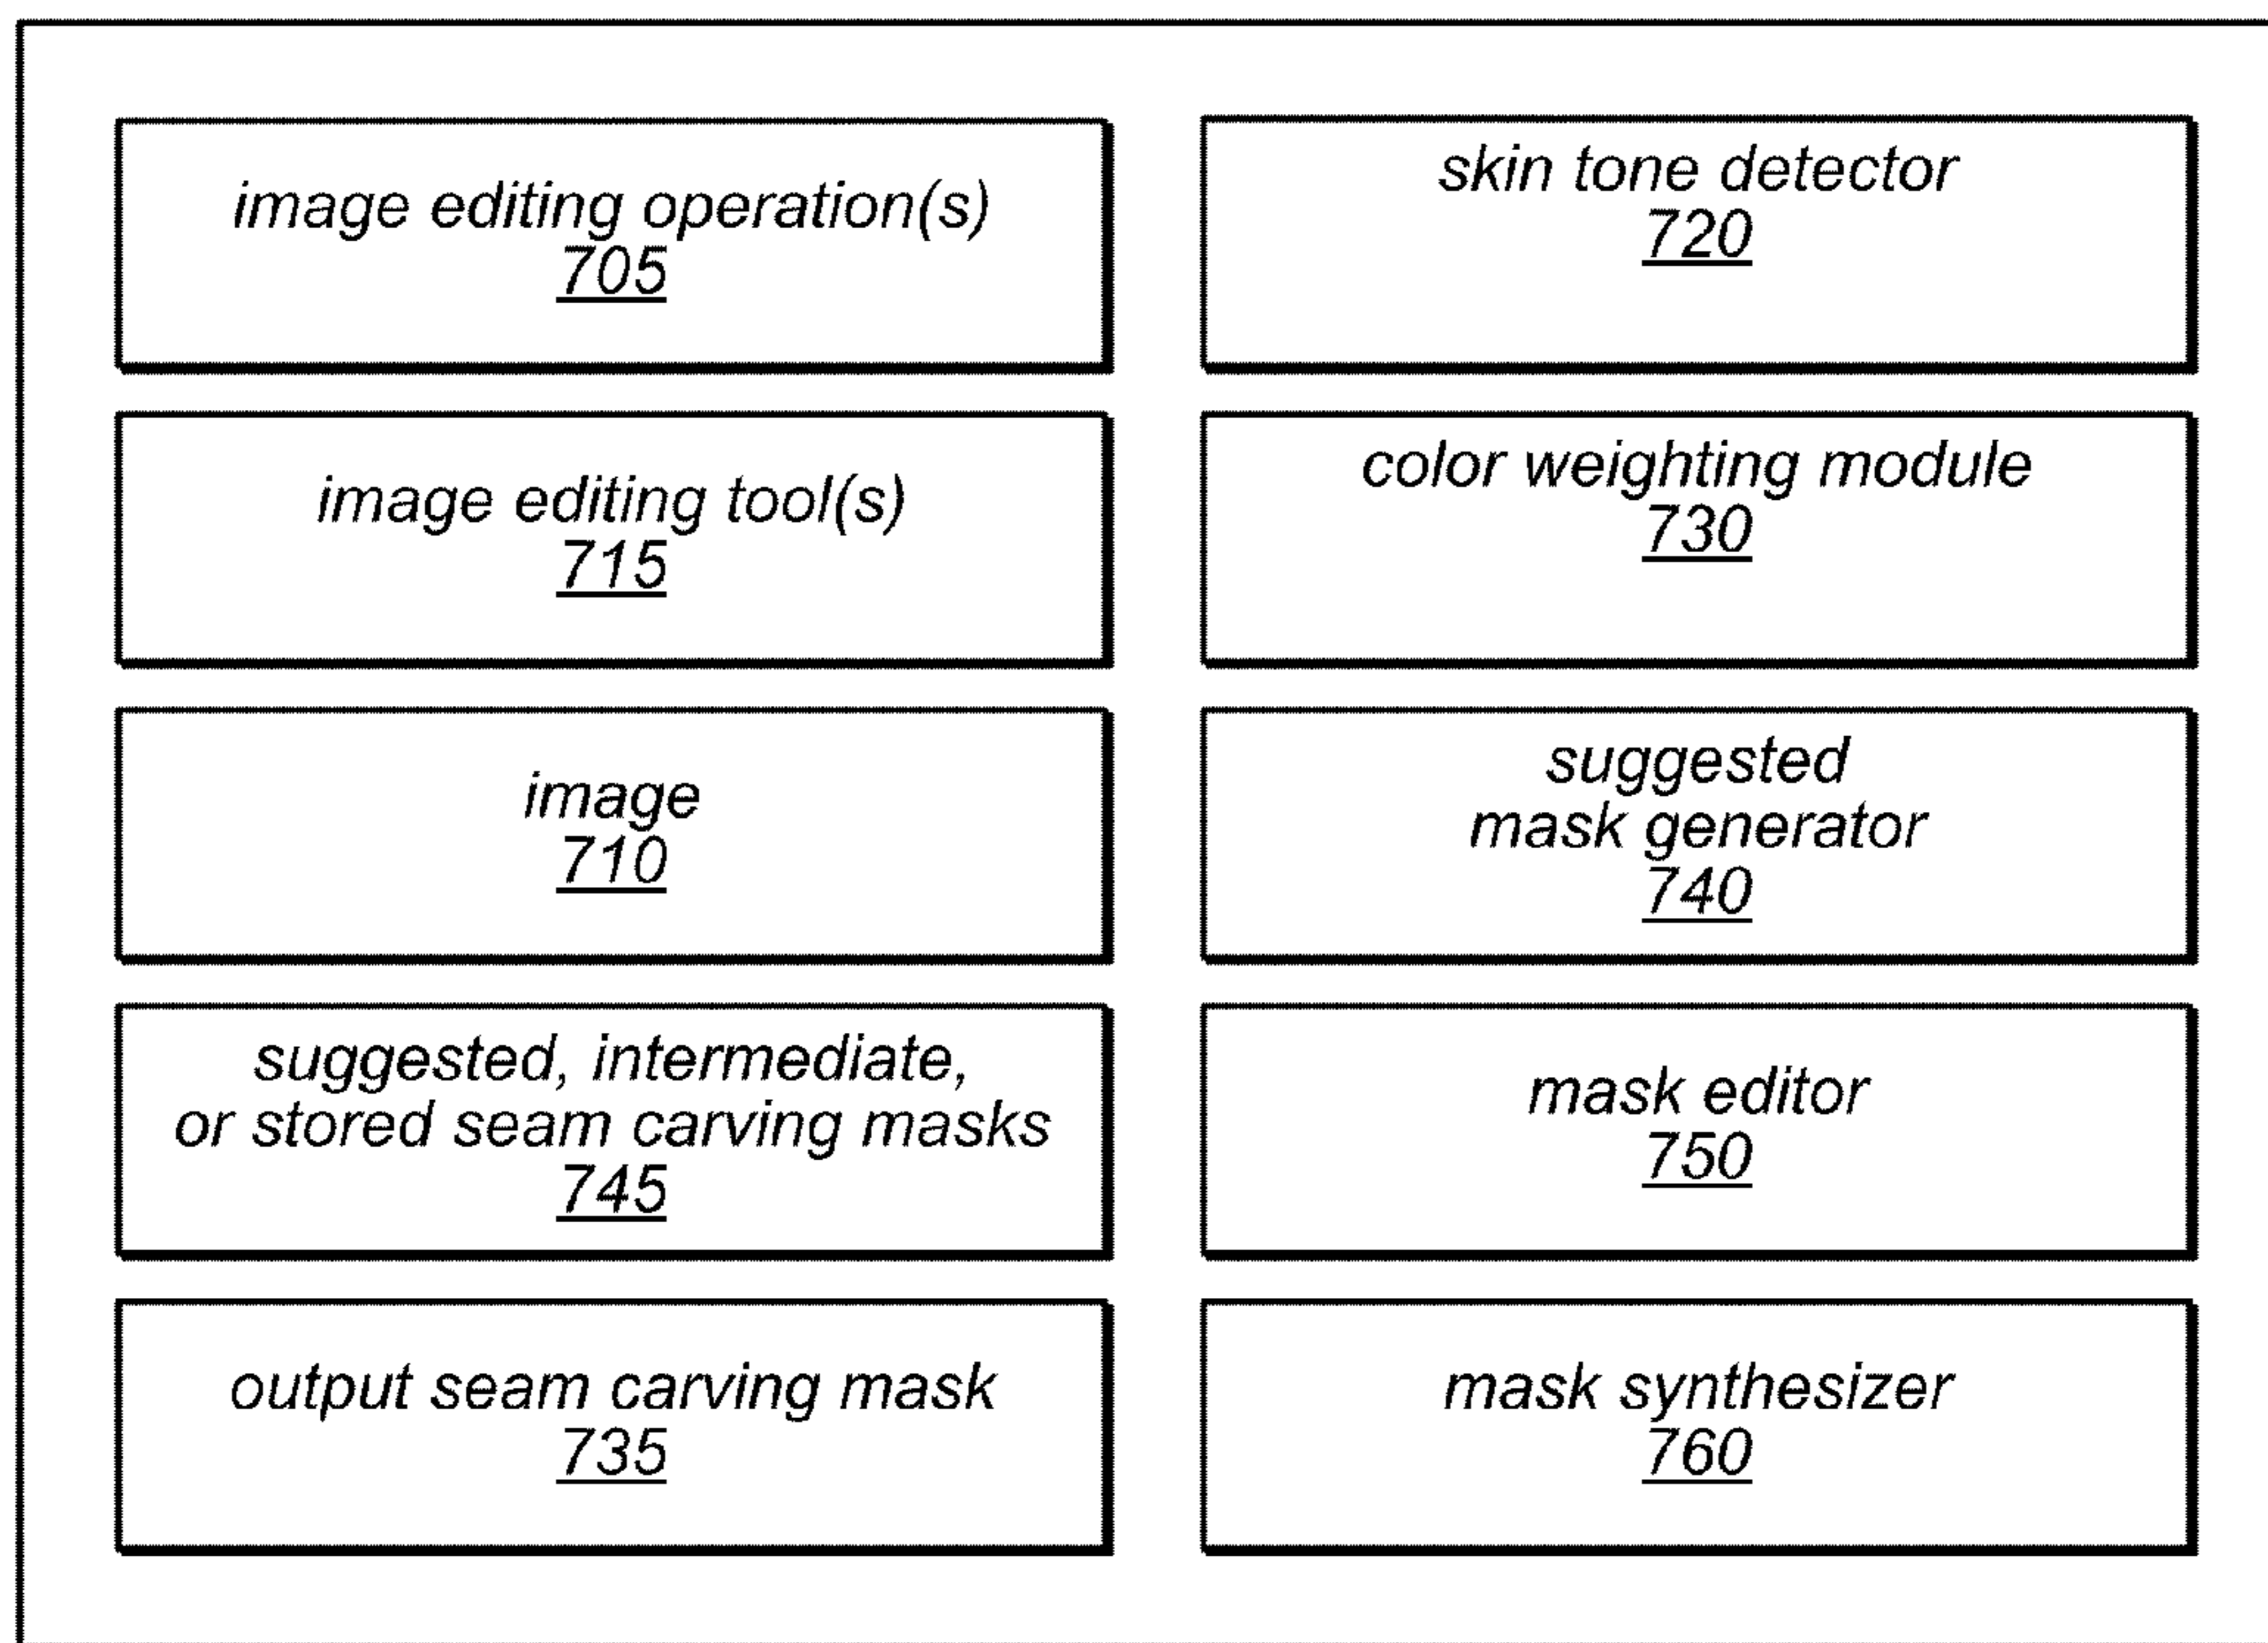 image editing operation(s)
705
skin tone detector
720
image editing tool(s)
715
color weighting module
730
image
710
suggested
mask generator
740
suggested, intermediate,
or stored seam carving masks
745
mask editor
750
output seam carving mask
735
mask synthesizer
760